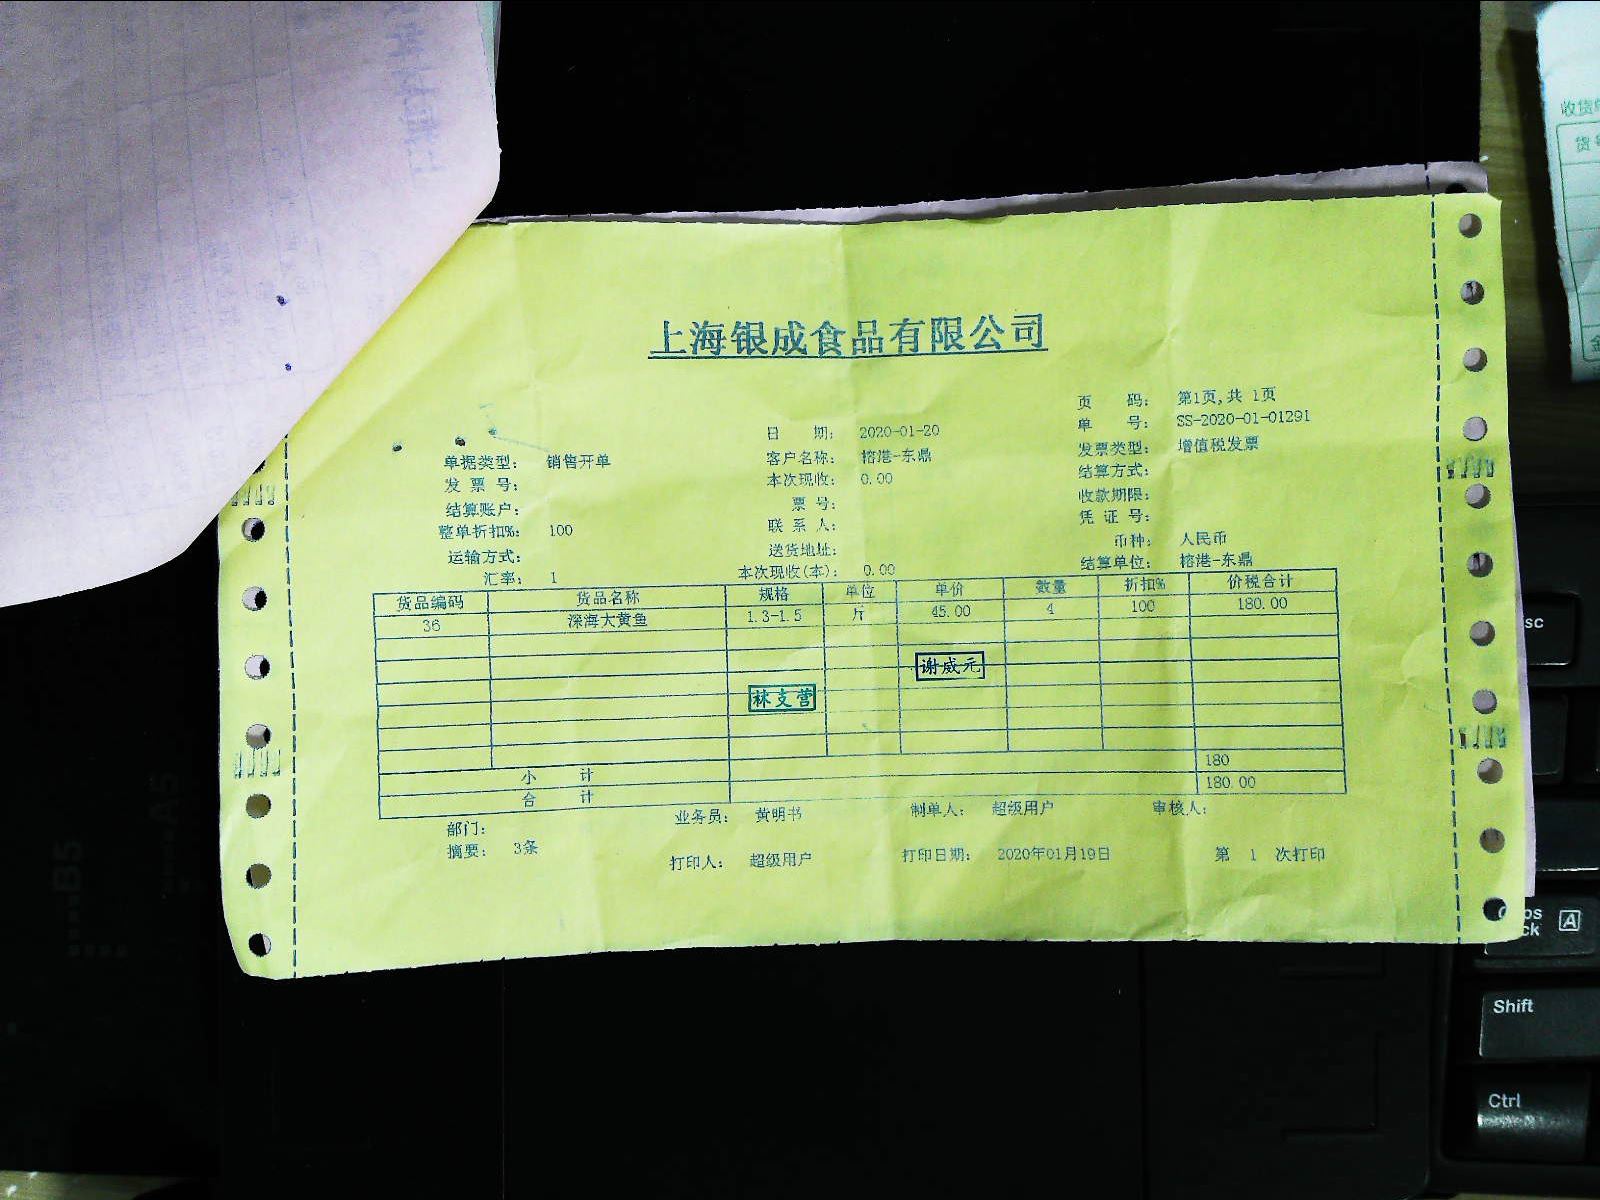 上海银成食品有限公司
页 码： 第1页,共 1页
日 期： 2020-01-20 单 号： SS-2020-01-01291
单据类型： 销售开单 客户名称： 榕港-东鼎 发票类型： 增值税发票
发 票 号： 本次现收： 0.00 结算方式：
结算账户： 票 号： 收款期限：
整单折扣%： 100 联 系 人： 凭 证 号：
运输方式： 送货地址： 币种： 人民币
汇率： 1 本次现收(本)： 0.00 结算单位： 榕港-东鼎
货品编码 货品名称 规格 单位 单价 数量 折扣% 价税合计
36 深海大黄鱼 1.3-1.5 斤 45.00 4 100 180.00
谢威元
林支营
小 计 180
合 计 180.00
部门： 业务员： 黄明书 制单人： 超级用户 审核人：
摘要： 3条 打印人： 超级用户 打印日期： 2020年01月19日 第 1 次打印
收货单
货号
B5
A5
sc
Caps Lock A
Shift
Ctrl